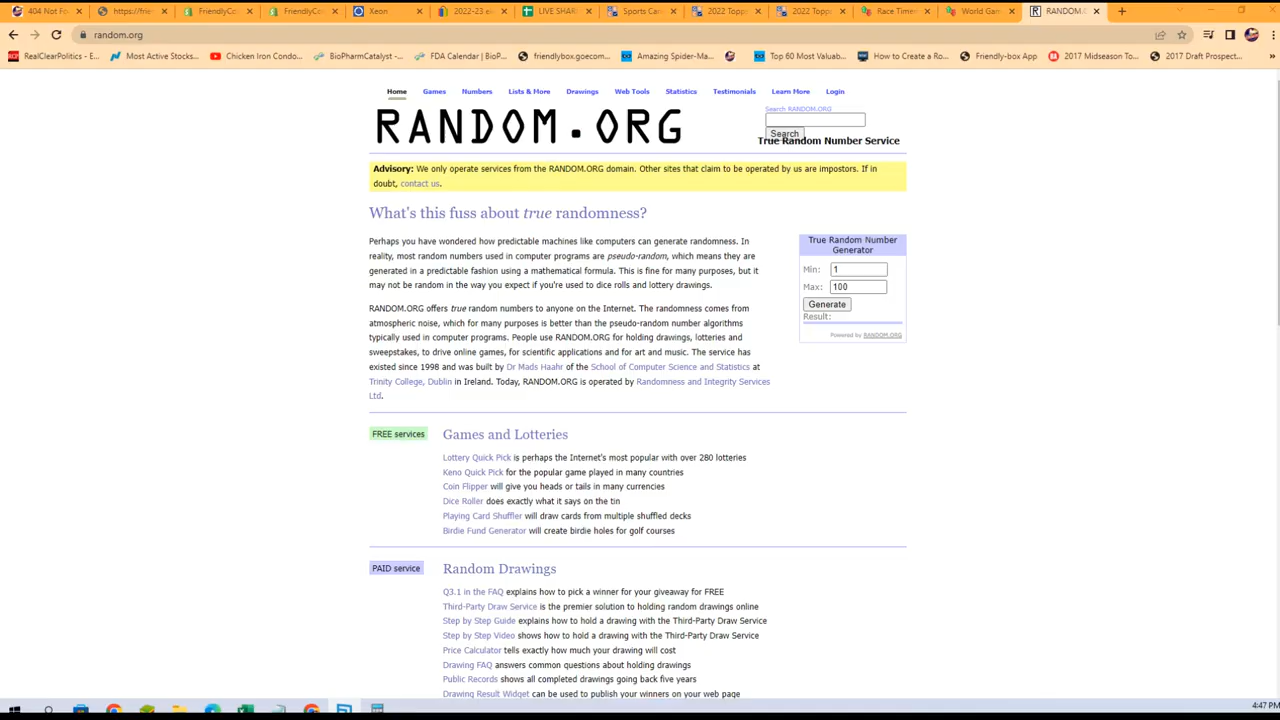 404 Not Fo
https://frie
FriendlyCo
FriendlyCo
Xeon
2022-23 e
LIVE SHAR
Sports Ca
2022 Topp
2022 Topp
Race Timer
World Gam
RANDOM.O
random.org
RealClearPolitics - E...
Most Active Stocks...
Chicken Iron Condo...
BioPharmCatalyst -...
FDA Calendar | BioP...
friendlybox.goecom...
Amazing Spider-Ma...
Top 60 Most Valuab...
How to Create a Ro...
Friendly-box App
2017 Midseason To...
2017 Draft Prospect...
Home Games Numbers Lists & More Drawings Web Tools Statistics Testimonials Learn More Login
Search RANDOM.ORG
RANDOM.ORG
Search
True Random Number Service
Advisory: We only operate services from the RANDOM.ORG domain. Other sites that claim to be operated by us are impostors. If in
doubt, contact us.
What's this fuss about true randomness?
Perhaps you have wondered how predictable machines like computers can generate randomness. In
reality, most random numbers used in computer programs are pseudo-random, which means they are
generated in a predictable fashion using a mathematical formula. This is fine for many purposes, but it
may not be random in the way you expect if you're used to dice rolls and lottery drawings.
RANDOM.ORG offers true random numbers to anyone on the Internet. The randomness comes from
atmospheric noise, which for many purposes is better than the pseudo-random number algorithms
typically used in computer programs. People use RANDOM.ORG for holding drawings, lotteries and
sweepstakes, to drive online games, for scientific applications and for art and music. The service has
existed since 1998 and was built by Dr Mads Haahr of the School of Computer Science and Statistics at
Trinity College, Dublin in Ireland. Today, RANDOM.ORG is operated by Randomness and Integrity Services
Ltd.
True Random Number
Generator
Min: 1
Max: 100
Generate
Result:
Powered by RANDOM.ORG
FREE services
Games and Lotteries
Lottery Quick Pick is perhaps the Internet's most popular with over 280 lotteries
Keno Quick Pick for the popular game played in many countries
Coin Flipper will give you heads or tails in many currencies
Dice Roller does exactly what it says on the tin
Playing Card Shuffler will draw cards from multiple shuffled decks
Birdie Fund Generator will create birdie holes for golf courses
PAID service
Random Drawings
Q3.1 in the FAQ explains how to pick a winner for your giveaway for FREE
Third-Party Draw Service is the premier solution to holding random drawings online
Step by Step Guide explains how to hold a drawing with the Third-Party Draw Service
Step by Step Video shows how to hold a drawing with the Third-Party Draw Service
Price Calculator tells exactly how much your drawing will cost
Drawing FAQ answers common questions about holding drawings
Public Records shows all completed drawings going back five years
Drawing Result Widget can be used to publish your winners on your web page
4:47 PM